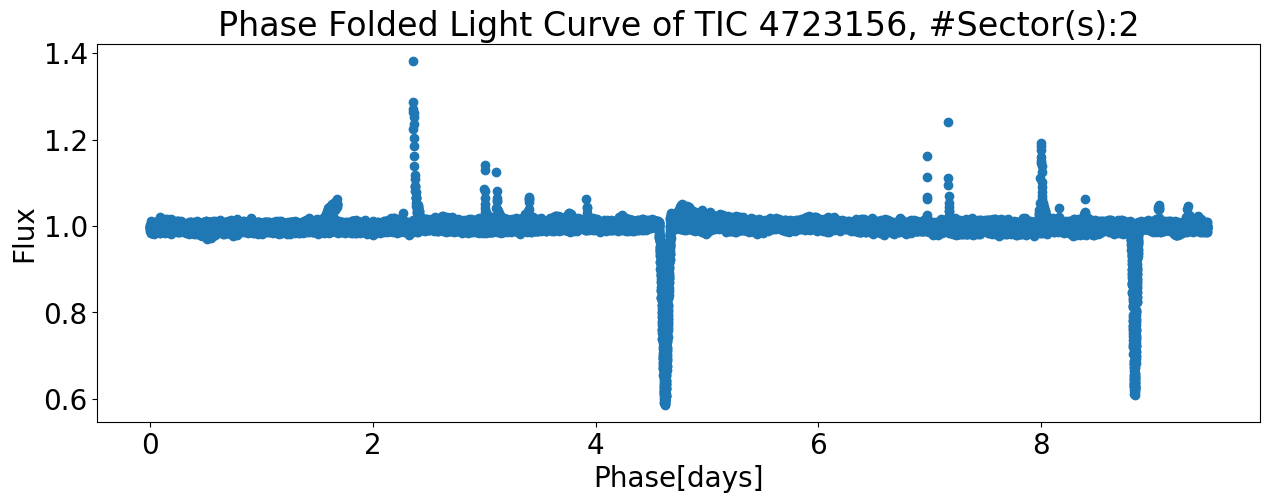 Phase Folded Light Curve of TIC 4723156, #Sector(s):2
1.4
1.2
1.0
0.8
0.6
Flux
0 2 4 6 8
Phase[days]